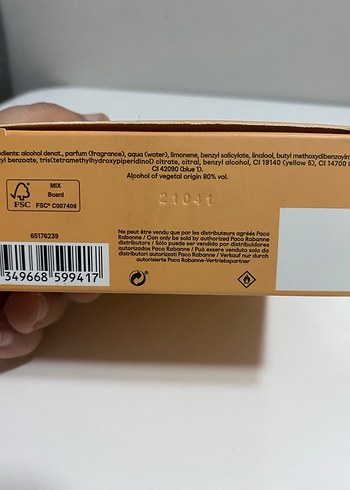 edients: alcohol denat., parfum (fragrance), aqua (water), limonene, benzyl salicylate, linalool, butyl methoxydibenzoylm
zyl benzoate, tris(tetramethylhydroxypiperidinol) citrate, citral, benzyl alcohol, CI 19140 (yellow 5), CI 14700 (
CI 42090 (blue 1).
Alcohol of vegetal origin 80% vol.
FSC
MIX
Board
FSC® C007409
21041
65176239
349668 599417
Ne peut être vendu que par les distributeurs agréés Paco
Rabanne / Can only be sold by authorized Paco Rabanne
distributors / Sólo puede ser vendido por distribuidores
autorizados Paco Rabanne / Può essere venduto solo da
distributori autorizzati Paco Rabanne / Verkauf nur durch
autorisierte Paco Rabanne-Vertriebspartner